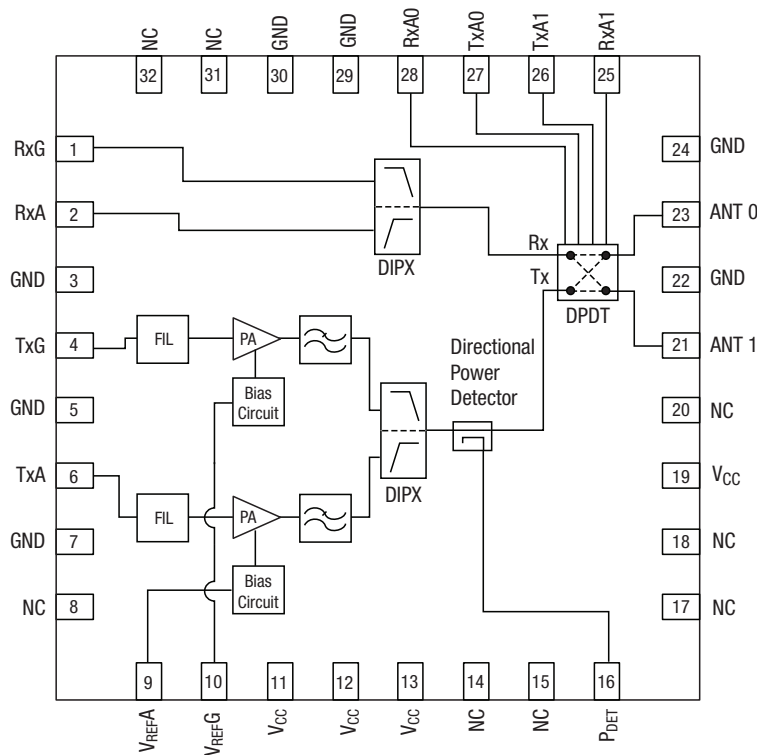 NC
NC
GND
GND
RxA0
TxA0
TxA1
RxA1
32
31
30
29
28
27
26
25
RxG
1
RxA
2
GND
3
TxG
4
GND
5
TxA
6
GND
7
NC
8
DIPX
Rx
Tx
DPDT
24
GND
23
ANT 0
22
GND
21
ANT 1
20
NC
19
VCC
18
NC
17
NC
FIL
PA
Bias
Circuit
Directional
Power
Detector
DIPX
FIL
PA
Bias
Circuit
9
10
11
12
13
14
15
16
VREFA
VREFG
VCC
VCC
VCC
NC
NC
PDET